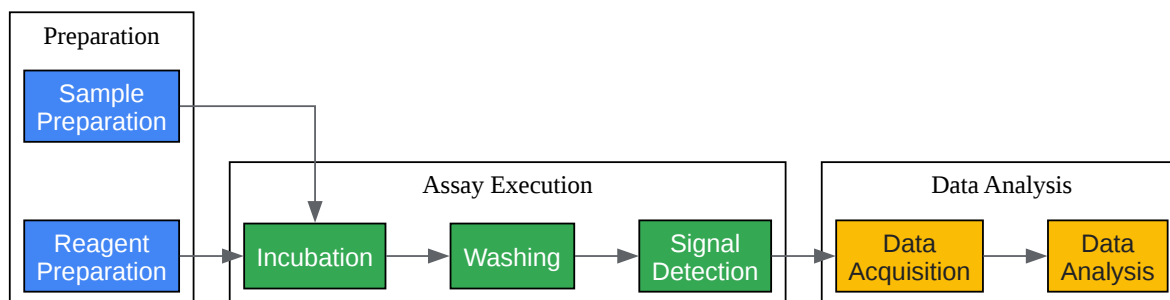 Preparation
Sample
Preparation
Reagent
Preparation
Assay Execution
Incubation
Washing
Signal
Detection
Data Analysis
Data
Acquisition
Data
Analysis